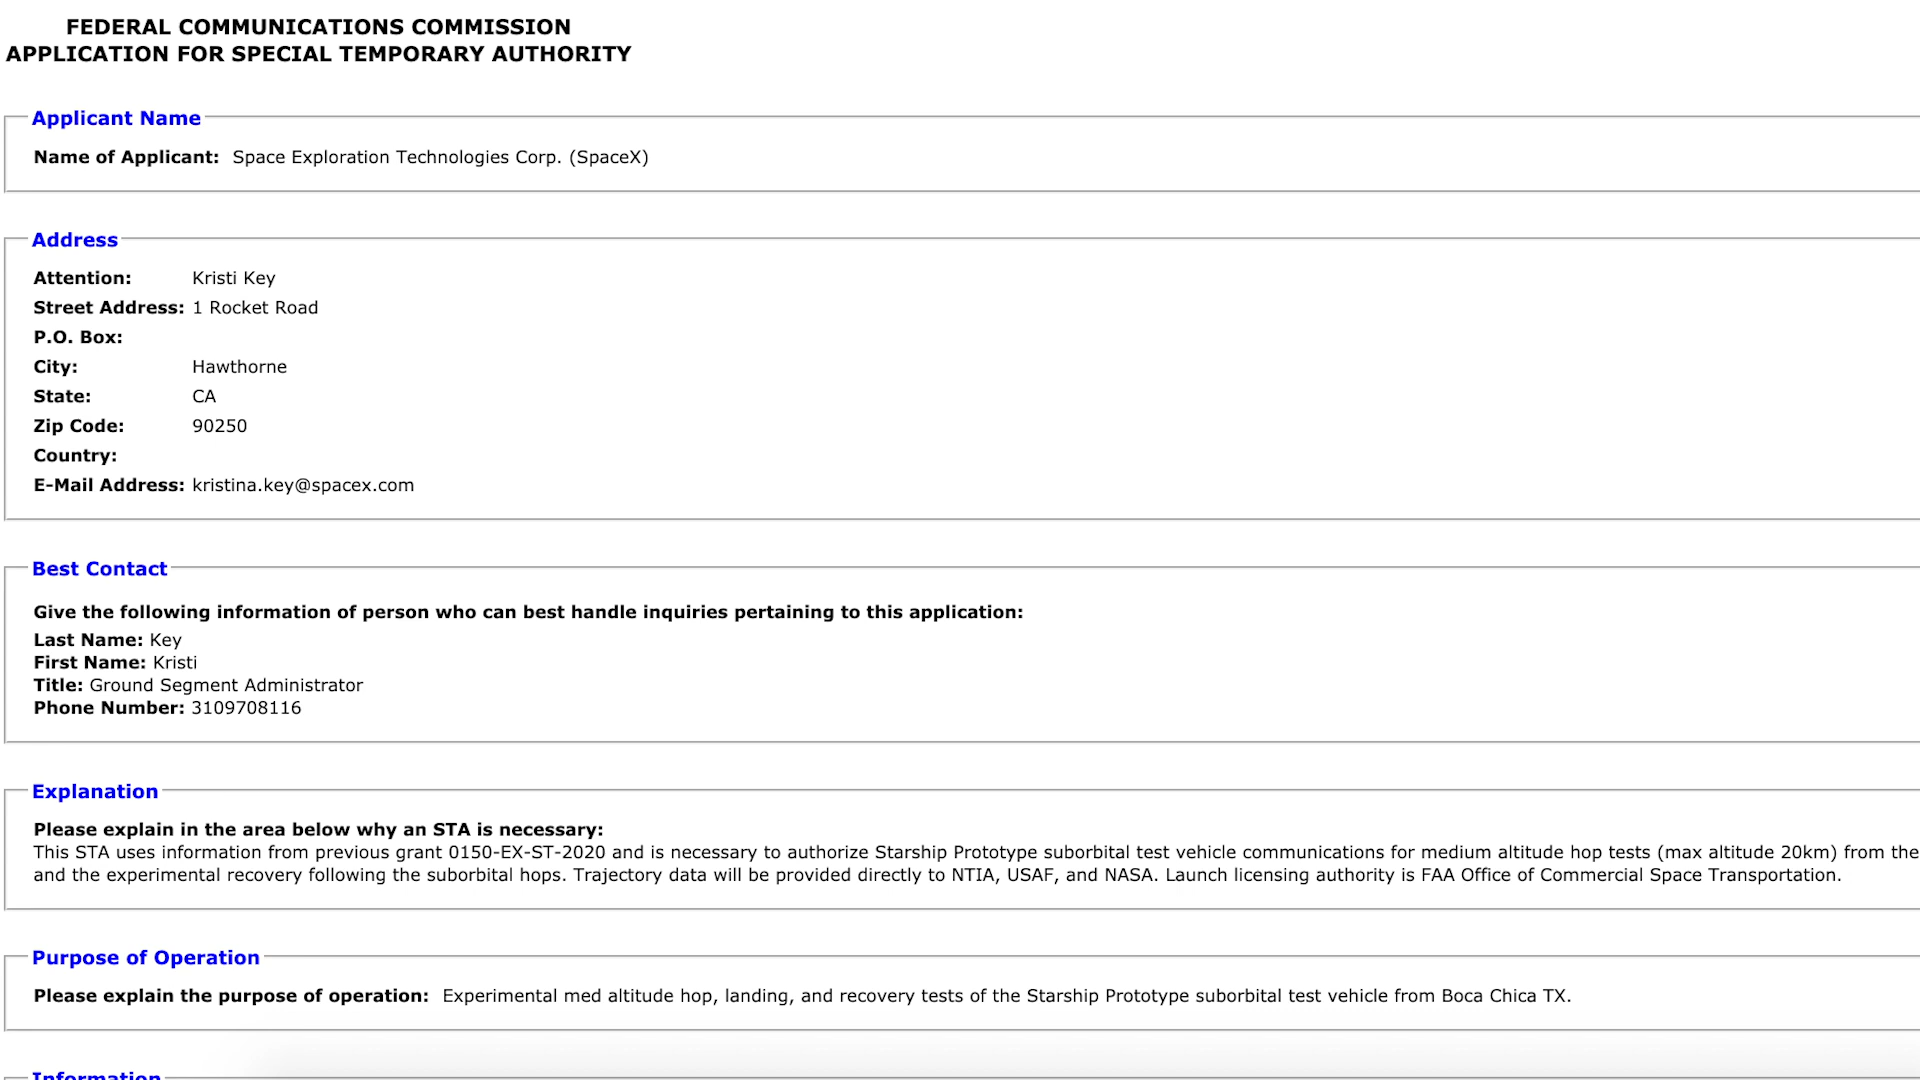 FEDERAL COMMUNICATIONS COMMISSION
APPLICATION FOR SPECIAL TEMPORARY AUTHORITY
Applicant Name
Name of Applicant: Space Exploration Technologies Corp. (SpaceX)
Address
Attention: Kristi Key
Street Address: 1 Rocket Road
P.O. Box:
City: Hawthorne
State: CA
Zip Code: 90250
Country:
E-Mail Address: kristina.key@spacex.com
Best Contact
Give the following information of person who can best handle inquiries pertaining to this application:
Last Name: Key
First Name: Kristi
Title: Ground Segment Administrator
Phone Number: 3109708116
Explanation
Please explain in the area below why an STA is necessary:
This STA uses information from previous grant 0150-EX-ST-2020 and is necessary to authorize Starship Prototype suborbital test vehicle communications for medium altitude hop tests (max altitude 20km) from the
and the experimental recovery following the suborbital hops. Trajectory data will be provided directly to NTIA, USAF, and NASA. Launch licensing authority is FAA Office of Commercial Space Transportation.
Purpose of Operation
Please explain the purpose of operation: Experimental med altitude hop, landing, and recovery tests of the Starship Prototype suborbital test vehicle from Boca Chica TX.
Information